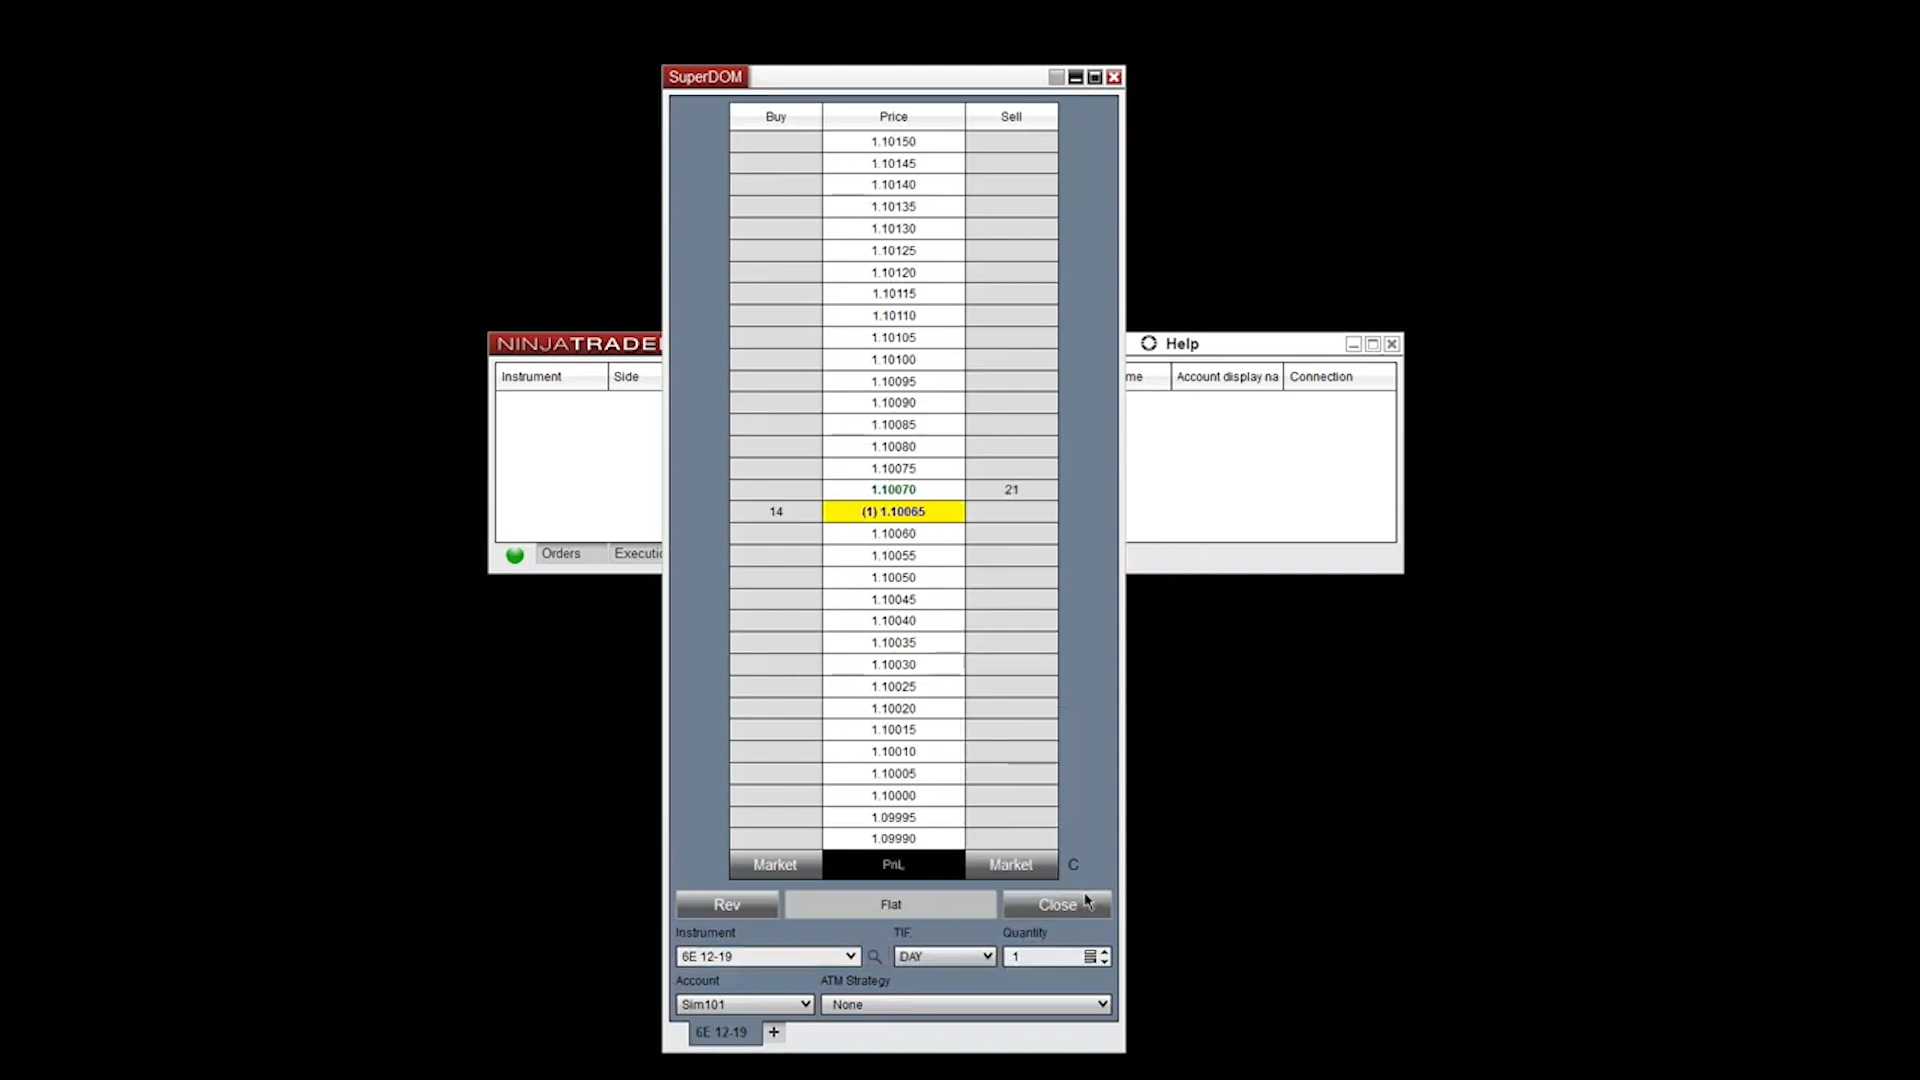 SuperDOM
Buy Price Sell
1.10150
1.10145
1.10140
1.10135
1.10130
1.10125
1.10120
1.10115
1.10110
1.10105
NINJATRADE Help
1.10100
Instrument Side me Account display na Connection
1.10095
1.10090
1.10085
1.10080
1.10075
1.10070 21
14 (1) 1.10065
1.10060
Orders Executio
1.10055
1.10050
1.10045
1.10040
1.10035
1.10030
1.10025
1.10020
1.10015
1.10010
1.10005
1.10000
1.09995
1.09990
Market PnL Market C
Rev Flat Close
Instrument TIF Quantity
6E 12-19 DAY 1
Account ATM Strategy
Sim101 None
6E 12-19 +